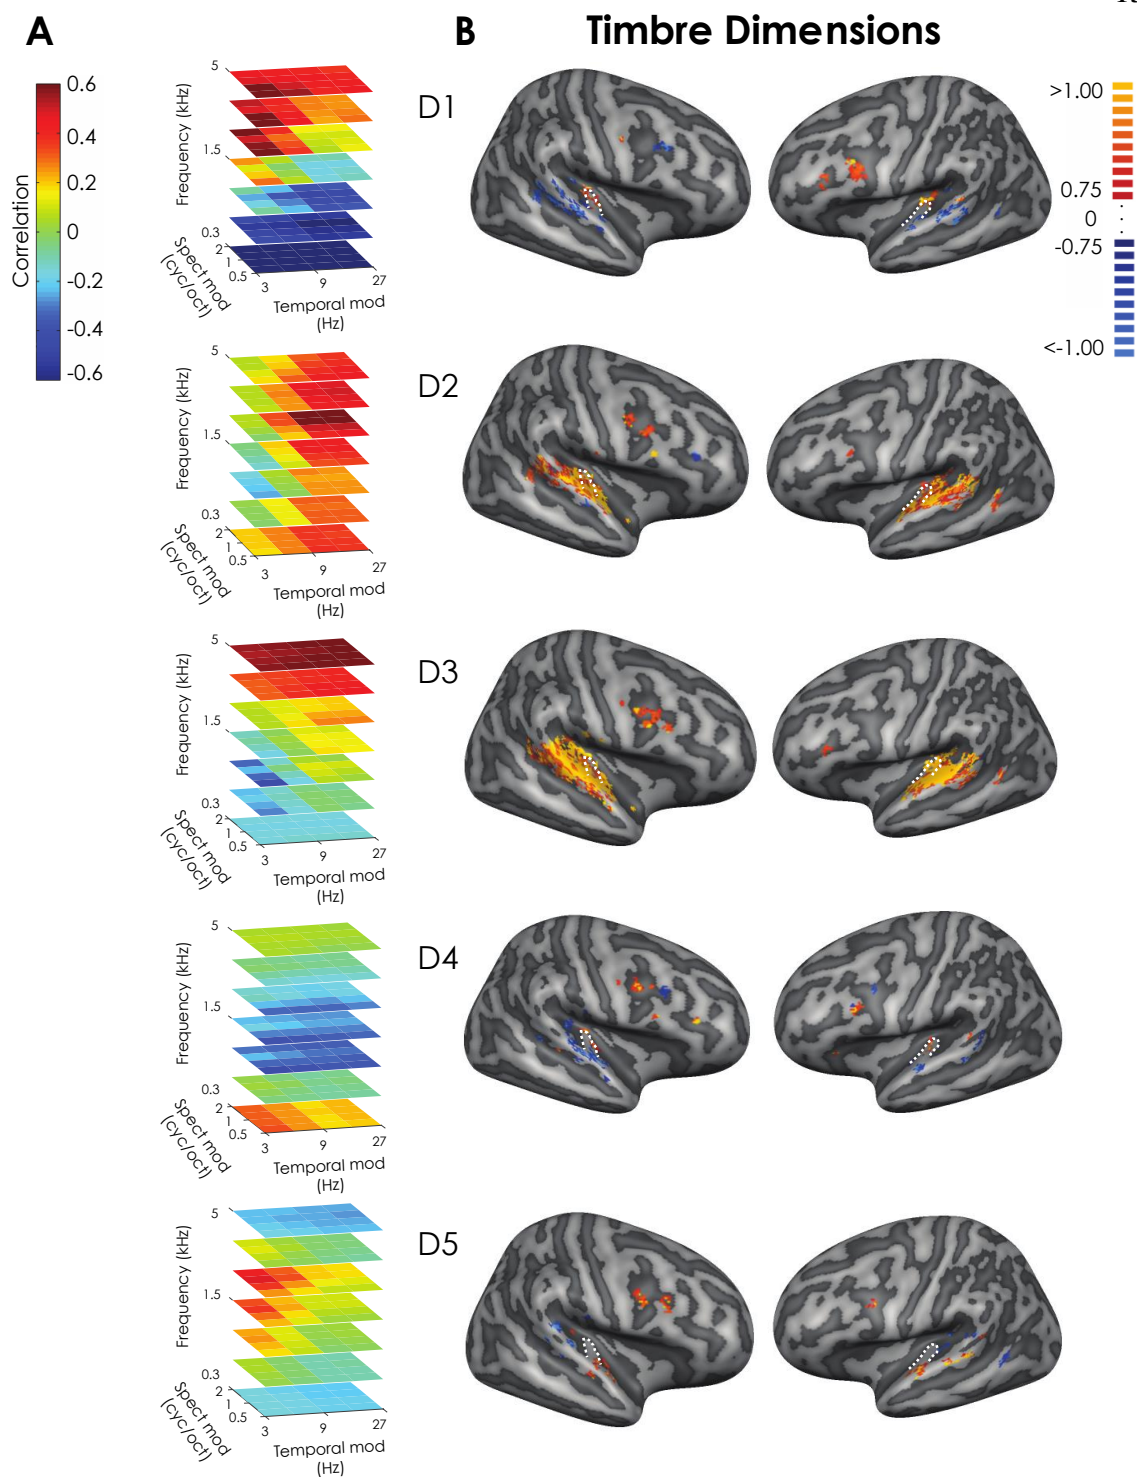 A
B
Timbre Dimensions
0.6
0.4
0.2
0
-0.2
-0.4
-0.6
Correlation
5
1.5
0.3
Frequency (kHz)
2
1
0.5
Spect mod
(cyc/oct)
3
9
27
Temporal mod
(Hz)
D1
>1.00
0.75
0
-0.75
<-1.00
5
1.5
0.3
Frequency (kHz)
2
1
0.5
Spect mod
(cyc/oct)
3
9
27
Temporal mod
(Hz)
D2
5
1.5
0.3
Frequency (kHz)
2
1
0.5
Spect mod
(cyc/oct)
3
9
27
Temporal mod
(Hz)
D3
5
1.5
0.3
Frequency (kHz)
2
1
0.5
Spect mod
(cyc/oct)
3
9
27
Temporal mod
(Hz)
D4
5
1.5
0.3
Frequency (kHz)
2
1
0.5
Spect mod
(cyc/oct)
3
9
27
Temporal mod
(Hz)
D5